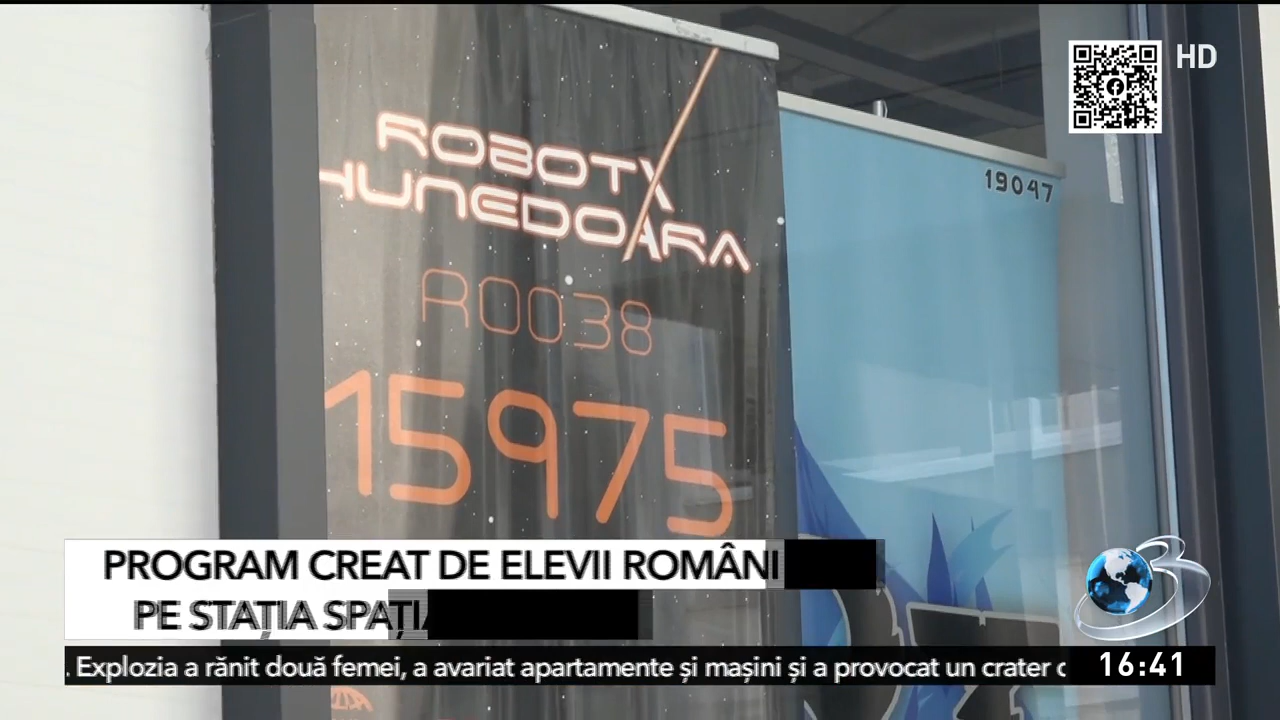 HD
ROBOTX
HUNEDOARA
RO038
15975
19047
PROGRAM CREAT DE ELEVII ROMÂNI
PE STAȚIA
. Explozia a rănit două femei, a avariat apartamente și mașini și a provocat un crater
16:41
3